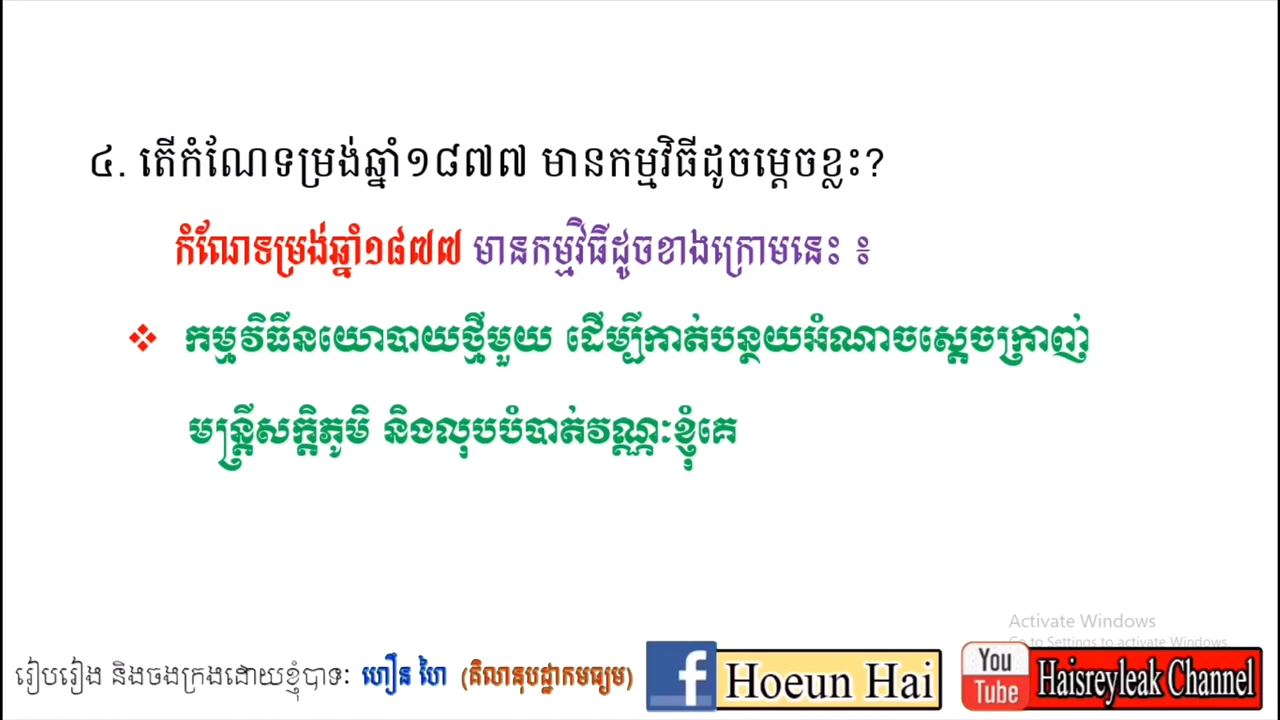 ៤. តើកំណែទម្រង់ឆ្នាំ១៨៧៧ មានកម្មវិធីដូចម្តេចខ្លះ?
កំណែទម្រង់ឆ្នាំ១៨៧៧ មានកម្មវិធីដូចខាងក្រោមនេះ ៖
❖ កម្មវិធីនយោបាយថ្មីមួយ ដើម្បីកាត់បន្ថយអំណាចស្តេចក្រាញ់
មន្ត្រីសក្តិភូមិ និងលុបបំបាត់វណ្ណៈខ្ញុំគេ
Activate Windows
Go to Settings to activate Windows.
រៀបរៀង និងចងក្រងដោយខ្ញុំបាទៈ ហឿន ហៃ (គិលានុបដ្ឋាកមធ្យម)
f Hoeun Hai
You Tube Haisreyleak Channel